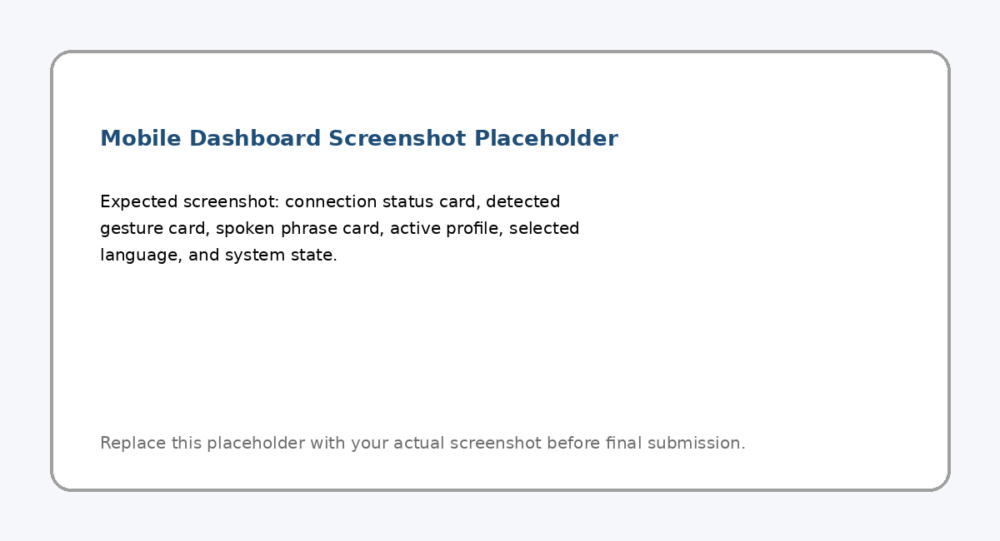 Mobile Dashboard Screenshot Placeholder
Expected screenshot: connection status card, detected
gesture card, spoken phrase card, active profile, selected
language, and system state.
Replace this placeholder with your actual screenshot before final submission.